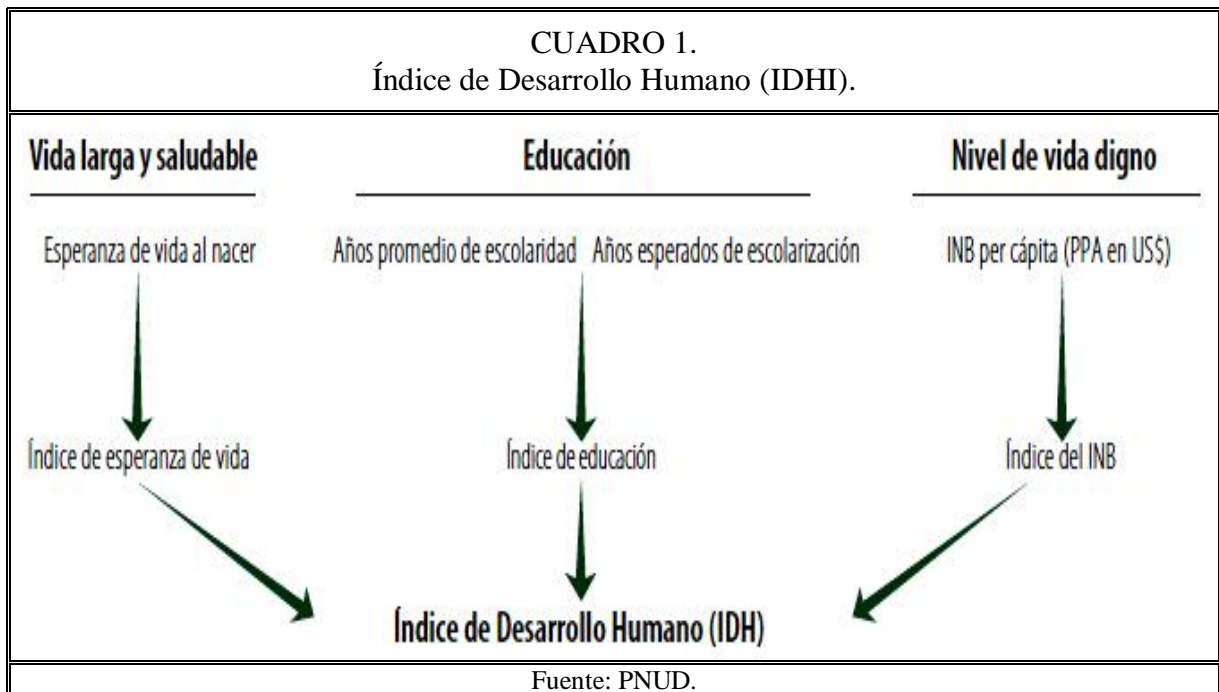 CUADRO 1.
Índice de Desarrollo Humano (IDHI).
Vida larga y saludable
Educación
Nivel de vida digno
Esperanza de vida al nacer
Años promedio de escolaridad
Años esperados de escolarización
INB per cápita (PPA en US$)
Índice de esperanza de vida
Índice de educación
Índice del INB
Índice de Desarrollo Humano (IDH)
Fuente: PNUD.